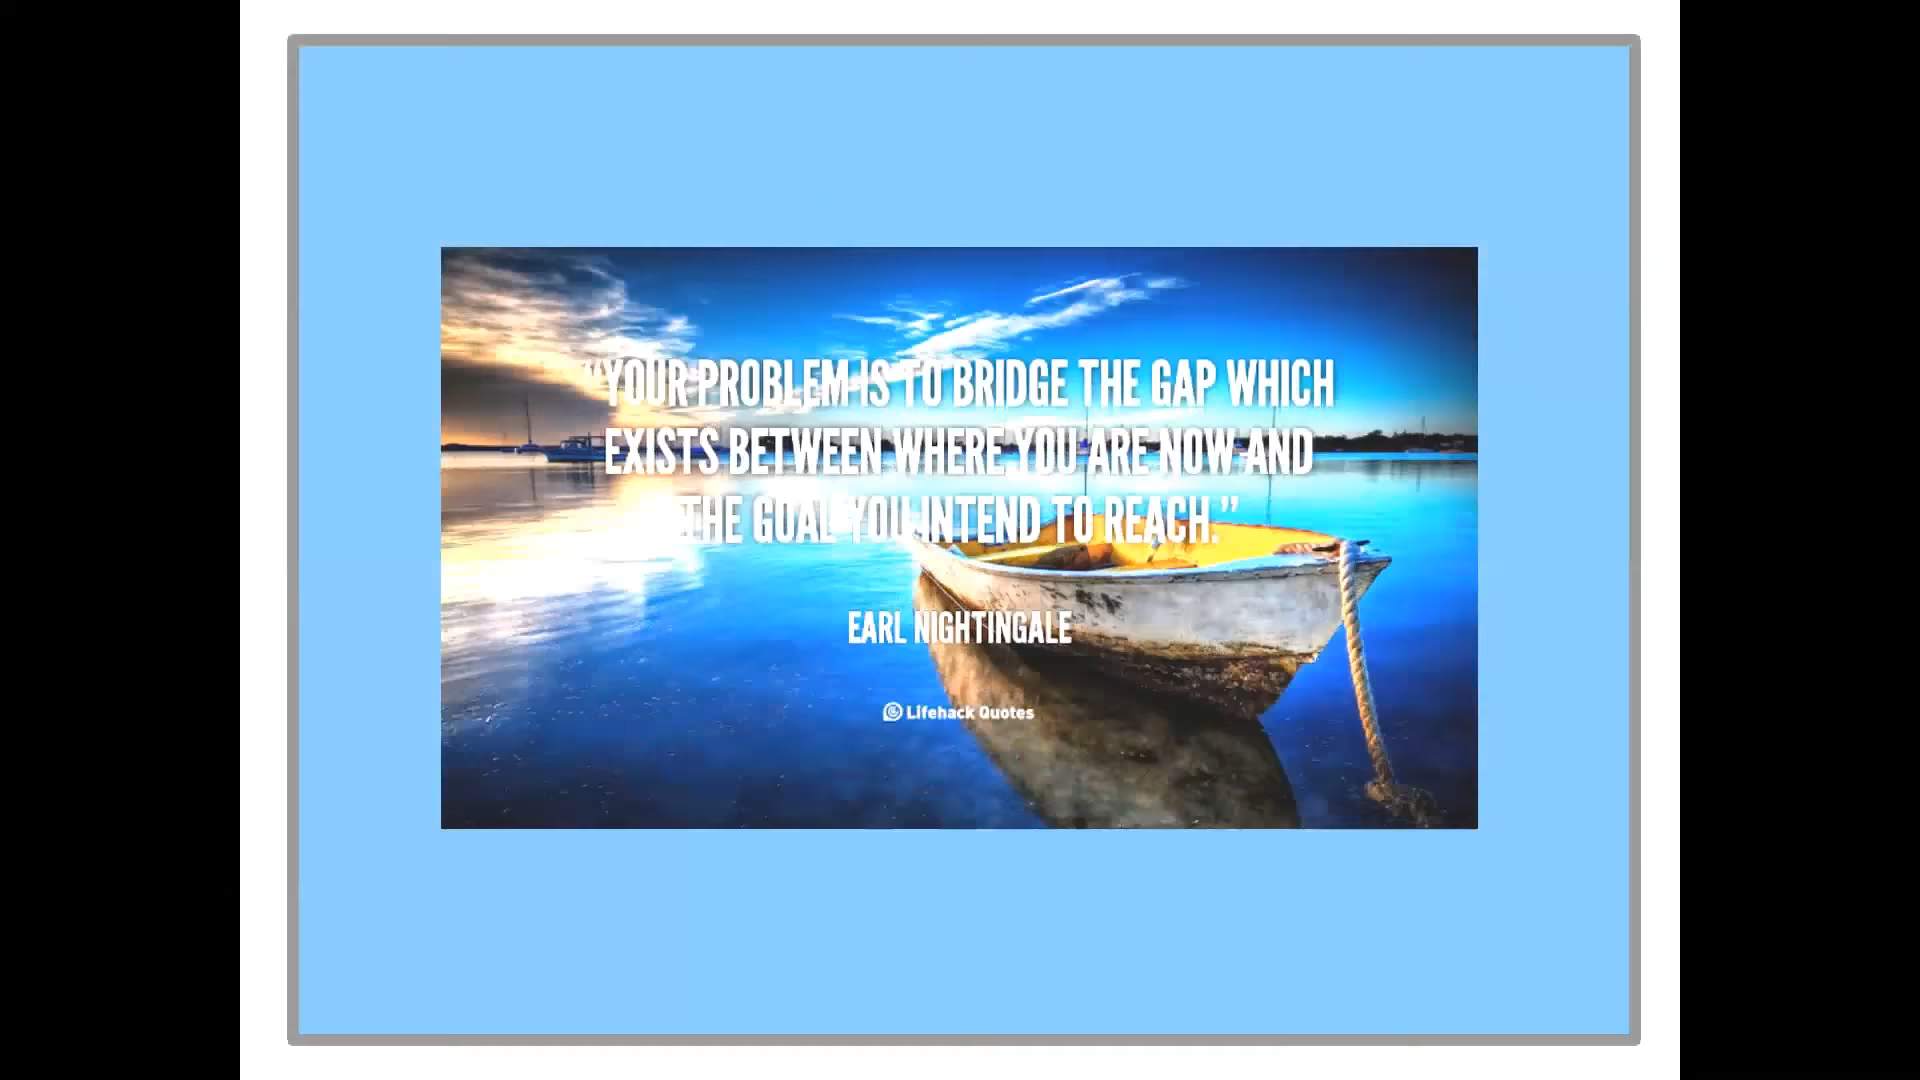 “YOUR PROBLEM IS TO BRIDGE THE GAP WHICH
EXISTS BETWEEN WHERE YOU ARE NOW AND
THE GOAL YOU INTEND TO REACH.”
EARL NIGHTINGALE
Lifehack Quotes